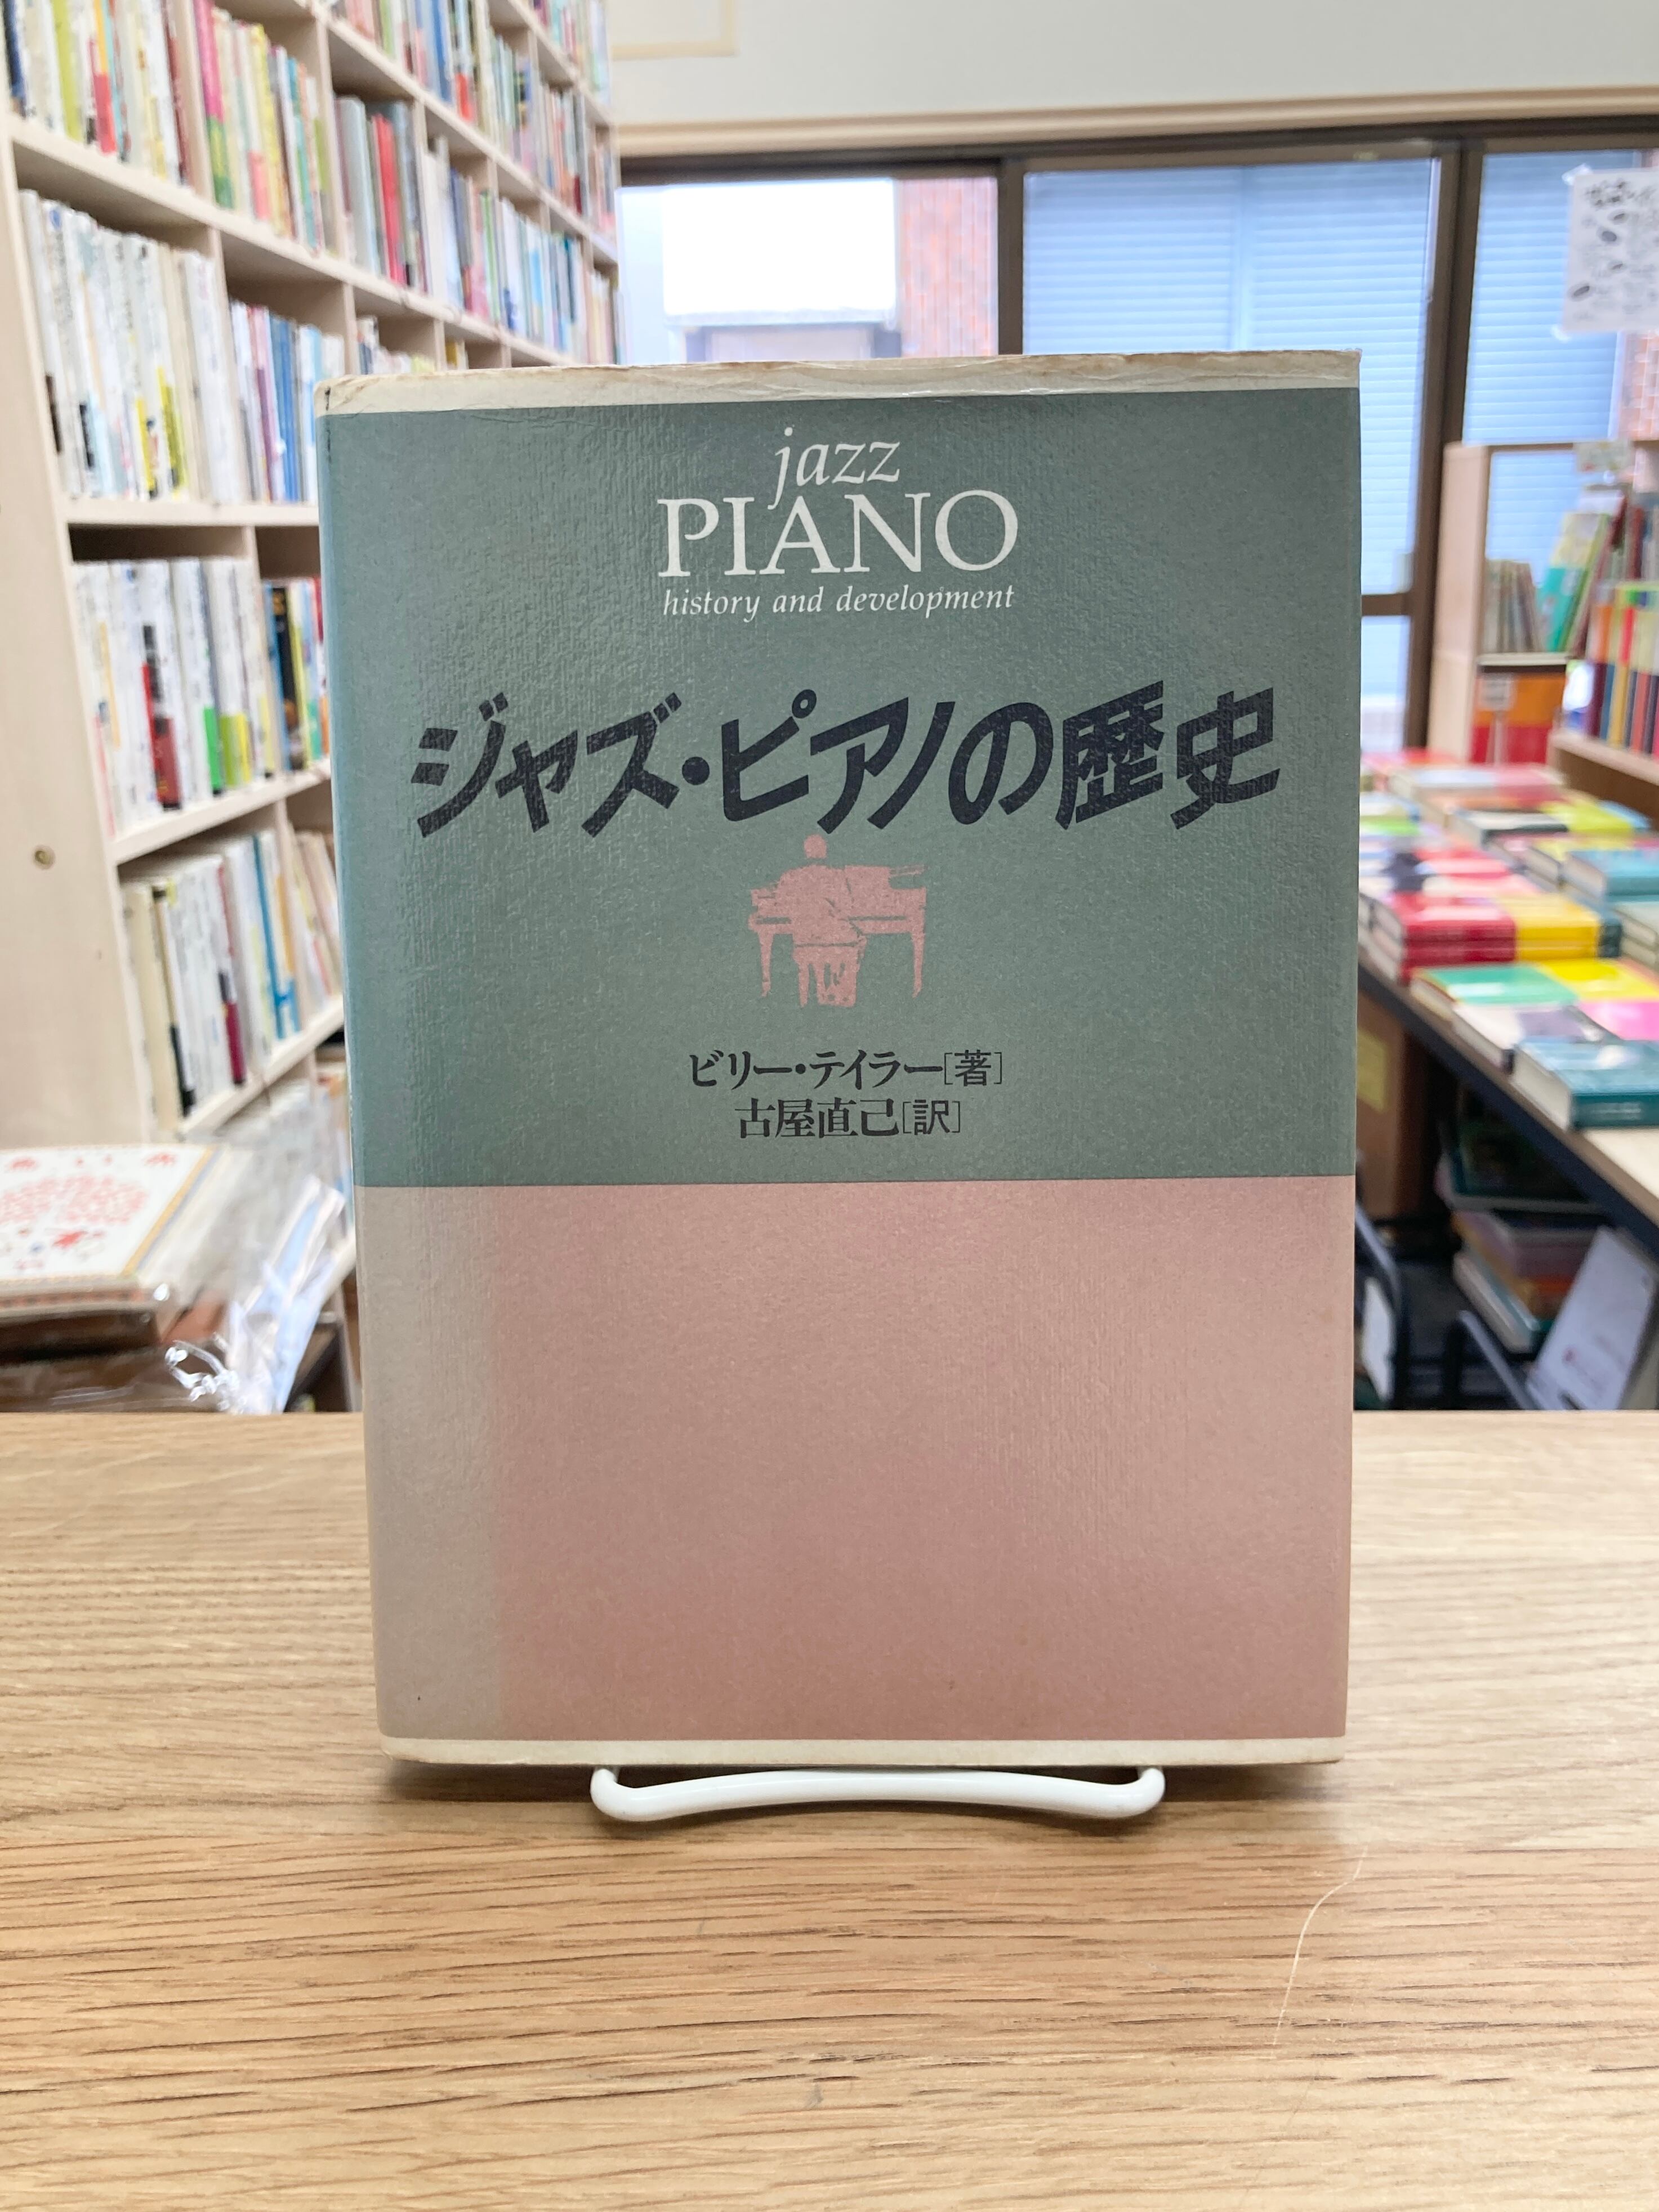 jazz
PIANO
history and development
ジャズ・ピアノの歴史
ビリー・テイラー[著]
古屋直己[訳]